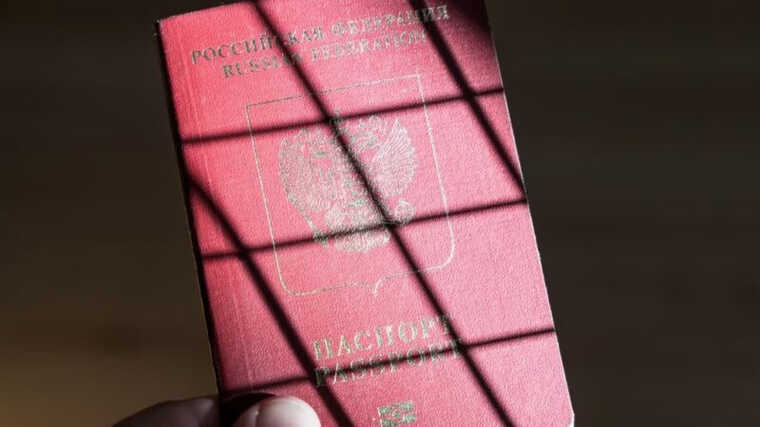 РОССИЙСКАЯ ФЕДЕРАЦИЯ
RUSSIAN FEDERATION
ПАСПОРТ
PASSPORT